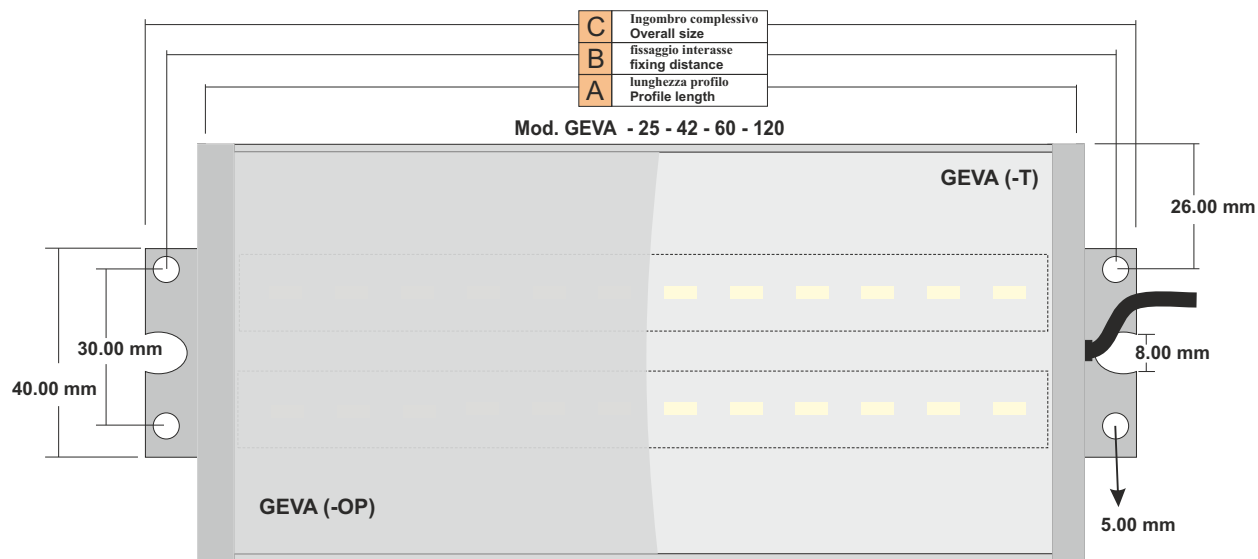 C Ingombro complessivo
Overall size
B fissaggio interasse
fixing distance
A lunghezza profilo
Profile length
Mod. GEVA - 25 - 42 - 60 - 120
GEVA (-T)
26.00 mm
30.00 mm
8.00 mm
40.00 mm
GEVA (-OP)
5.00 mm